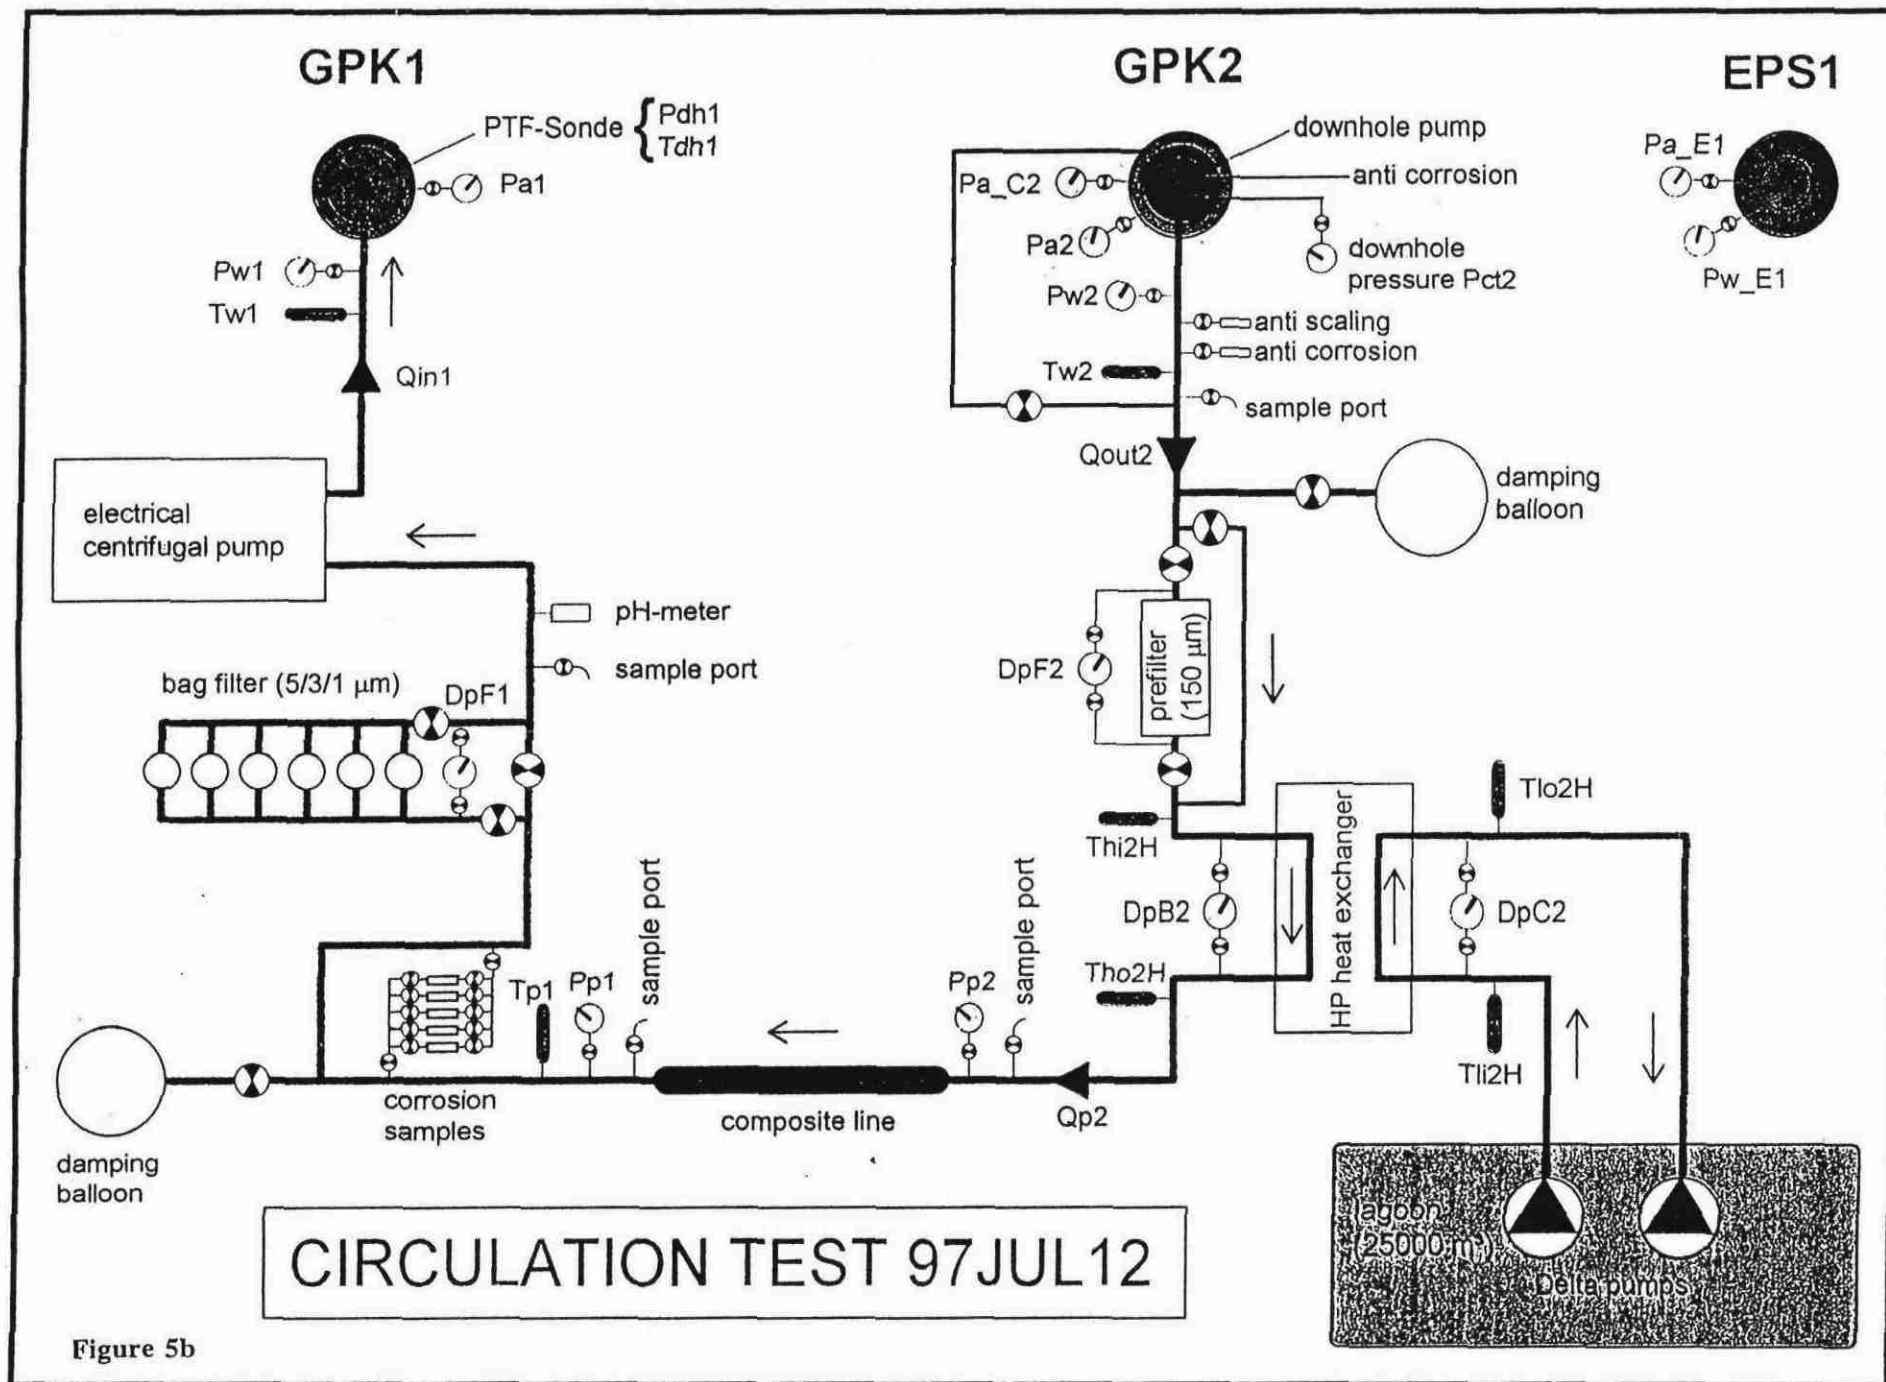 GPK1
GPK2
EPS1
PTF-Sonde { Pdh1
Tdh1
Pa1
Pw1
Tw1
Qin1
electrical
centrifugal pump
pH-meter
sample port
bag filter (5/3/1 µm)
DpF1
downhole pump
anti corrosion
Pa_C2
Pa2
downhole
pressure Pct2
Pw2
anti scaling
anti corrosion
Tw2
sample port
Qout2
damping
balloon
Pa_E1
Pw_E1
DpF2
prefilter
(150 µm)
Thi2H
HP heat exchanger
Tlo2H
DpB2
DpC2
Tho2H
Tli2H
sample port
Pp2
Qp2
composite line
sample port
Pp1
Tp1
corrosion
samples
damping
balloon
lagoon
(25000 m³)
Delta pumps
CIRCULATION TEST 97JUL12
Figure 5b